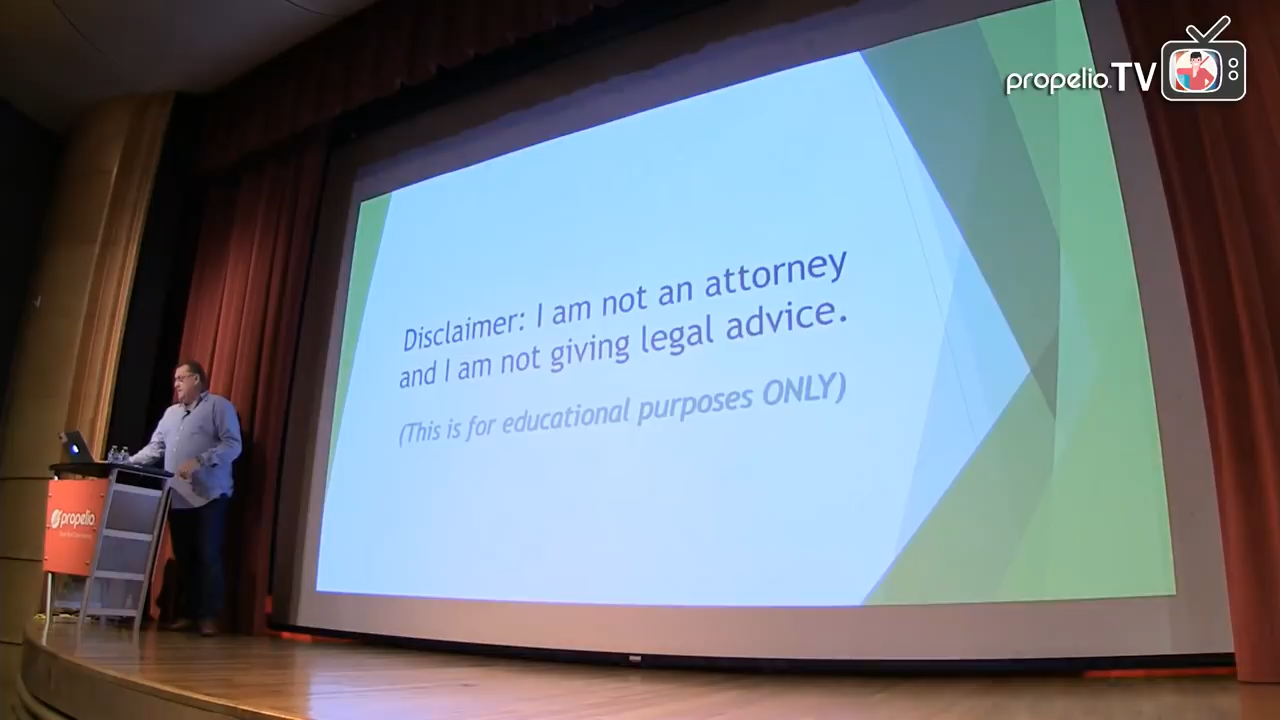 propelio TV
Disclaimer: I am not an attorney
and I am not giving legal advice.
(This is for educational purposes ONLY)
propelio